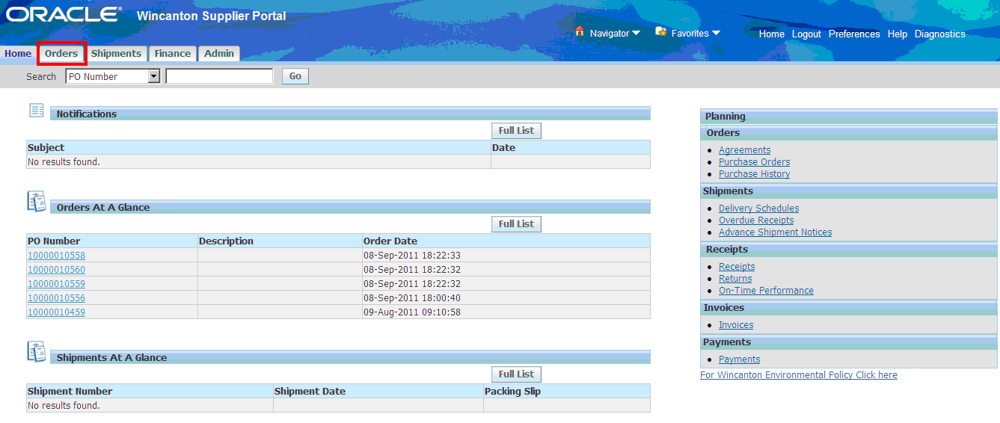 ORACLE® Wincanton Supplier Portal
Navigator Favorites Home Logout Preferences Help Diagnostics
Home Orders Shipments Finance Admin
Search PO Number Go
Notifications
Full List
Subject Date
No results found.
Orders At A Glance
Full List
PO Number Description Order Date
10000010558 08-Sep-2011 18:22:33
10000010560 08-Sep-2011 18:22:32
10000010559 08-Sep-2011 18:22:32
10000010556 08-Sep-2011 18:00:40
10000010459 09-Aug-2011 09:10:58
Shipments At A Glance
Full List
Shipment Number Shipment Date Packing Slip
No results found.
Planning
Orders
Agreements
Purchase Orders
Purchase History
Shipments
Delivery Schedules
Overdue Receipts
Advance Shipment Notices
Receipts
Receipts
Returns
On-Time Performance
Invoices
Invoices
Payments
Payments
For Wincanton Environmental Policy Click here